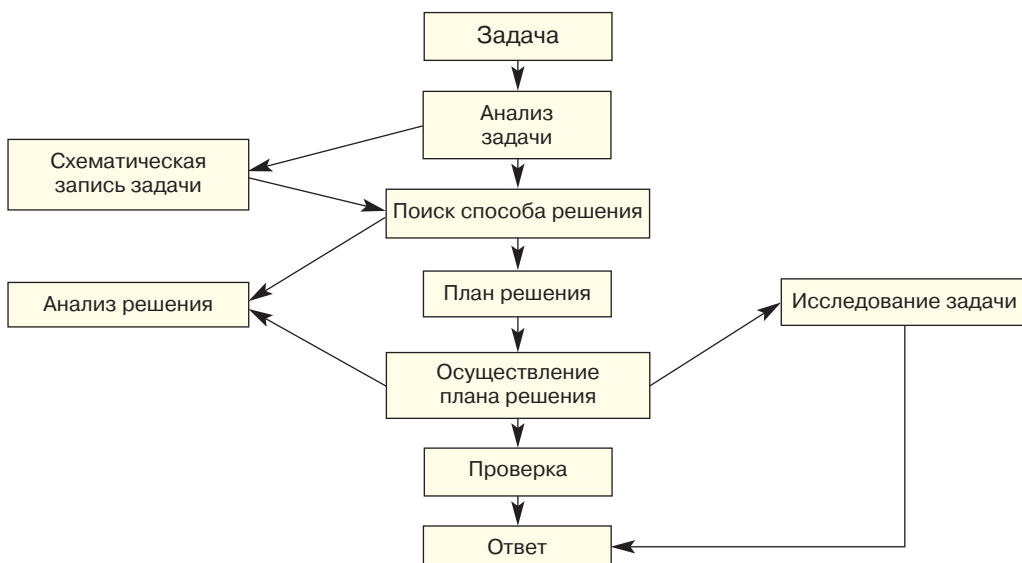 Задача
Анализ
задачи
Схематическая
запись задачи
Поиск способа решения
План решения
Анализ решения
Исследование задачи
Осуществление
плана решения
Проверка
Ответ